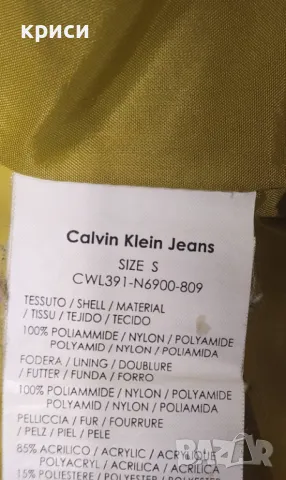 криси
Calvin Klein Jeans
SIZE S
CWL391-N6900-809
TESSUTO / SHELL / MATERIAL
/ TISSU / TEJIDO / TECIDO
100% POLIAMMIDE / NYLON / POLYAMIDE
POLYAMID / NYLON / POLIAMIDA
FODERA / LINING / DOUBLURE
/ FUTTER / FUNDA / FORRO
100% POLIAMMIDE / NYLON / POLYAMIDE
POLYAMID / NYLON / POLIAMIDA
PELLICCIA / FUR / FOURRURE
/ PELZ / PIEL / PELE
85% ACRILICO / ACRYLIC / ACRYLIQUE
POLYACRYL / ACRILICA / ACRILICA
15% POLIESTERE / POLYESTER / POLYESTER
BAZAR